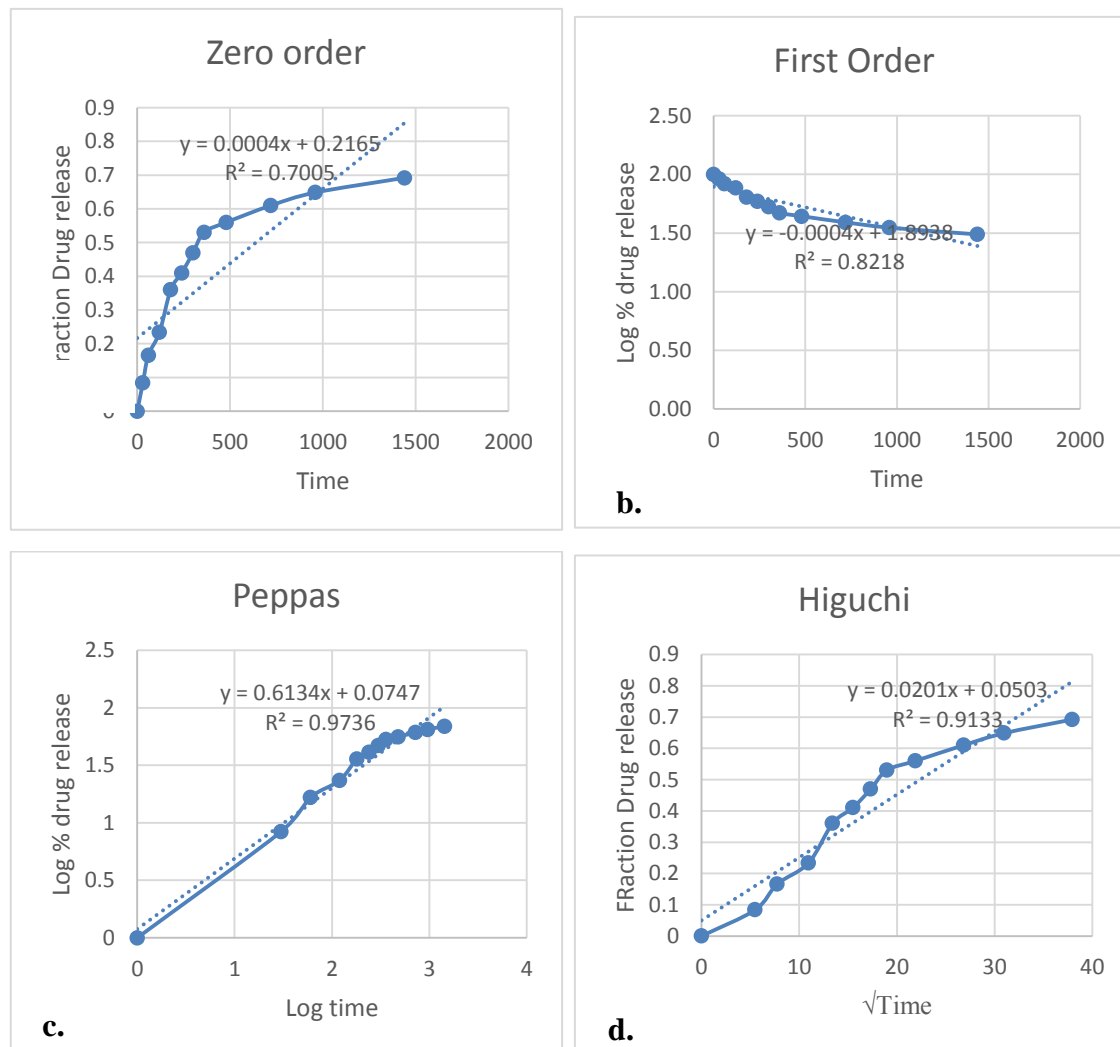 Zero order
0.9
0.8
0.7
0.6
0.5
0.4
0.3
0.2
0
y = 0.0004x + 0.2165
R² = 0.7005
raction Drug release
0 500 1000 1500 2000
Time
First Order
2.50
2.00
1.50
1.00
0.50
0.00
y = -0.0004x + 1.8938
R² = 0.8218
Log % drug release
0 500 1000 1500 2000
Time
b.
Peppas
2.5
2
1.5
1
0.5
0
y = 0.6134x + 0.0747
R² = 0.9736
Log % drug release
0 1 2 3 4
Log time
c.
Higuchi
0.9
0.8
0.7
0.6
0.5
0.4
0.3
0.2
0.1
0
y = 0.0201x + 0.0503
R² = 0.9133
FRaction Drug release
0 10 20 30 40
√Time
d.